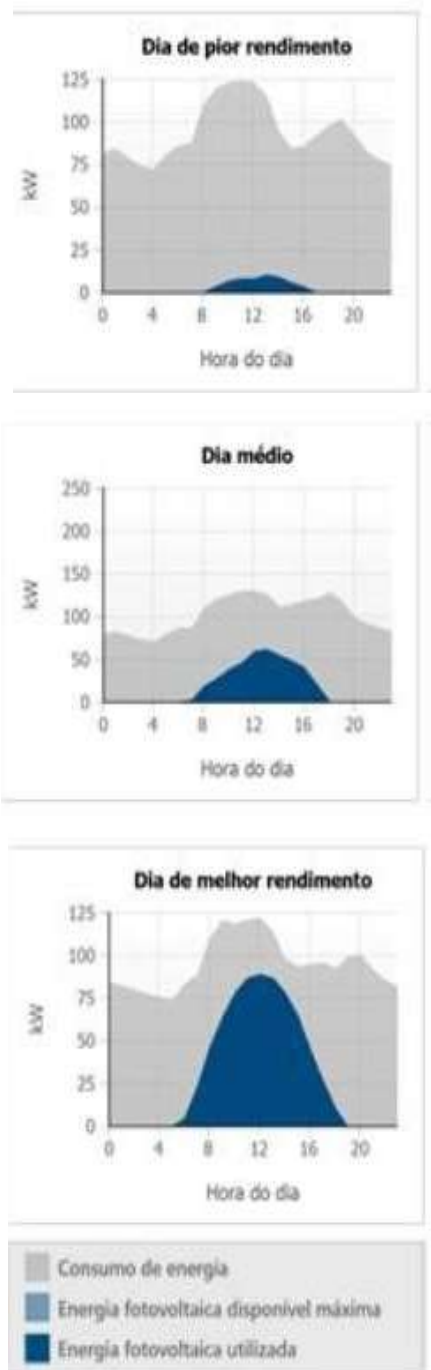 Dia de pior rendimento
125
100
75
50
25
0
kW
0 4 8 12 16 20
Hora do dia
Dia médio
250
200
150
100
50
0
kW
0 4 8 12 16 20
Hora do dia
Dia de melhor rendimento
125
100
75
50
25
0
kW
0 4 8 12 16 20
Hora do dia
Consumo de energia
Energia fotovoltaica disponível máxima
Energia fotovoltaica utilizada